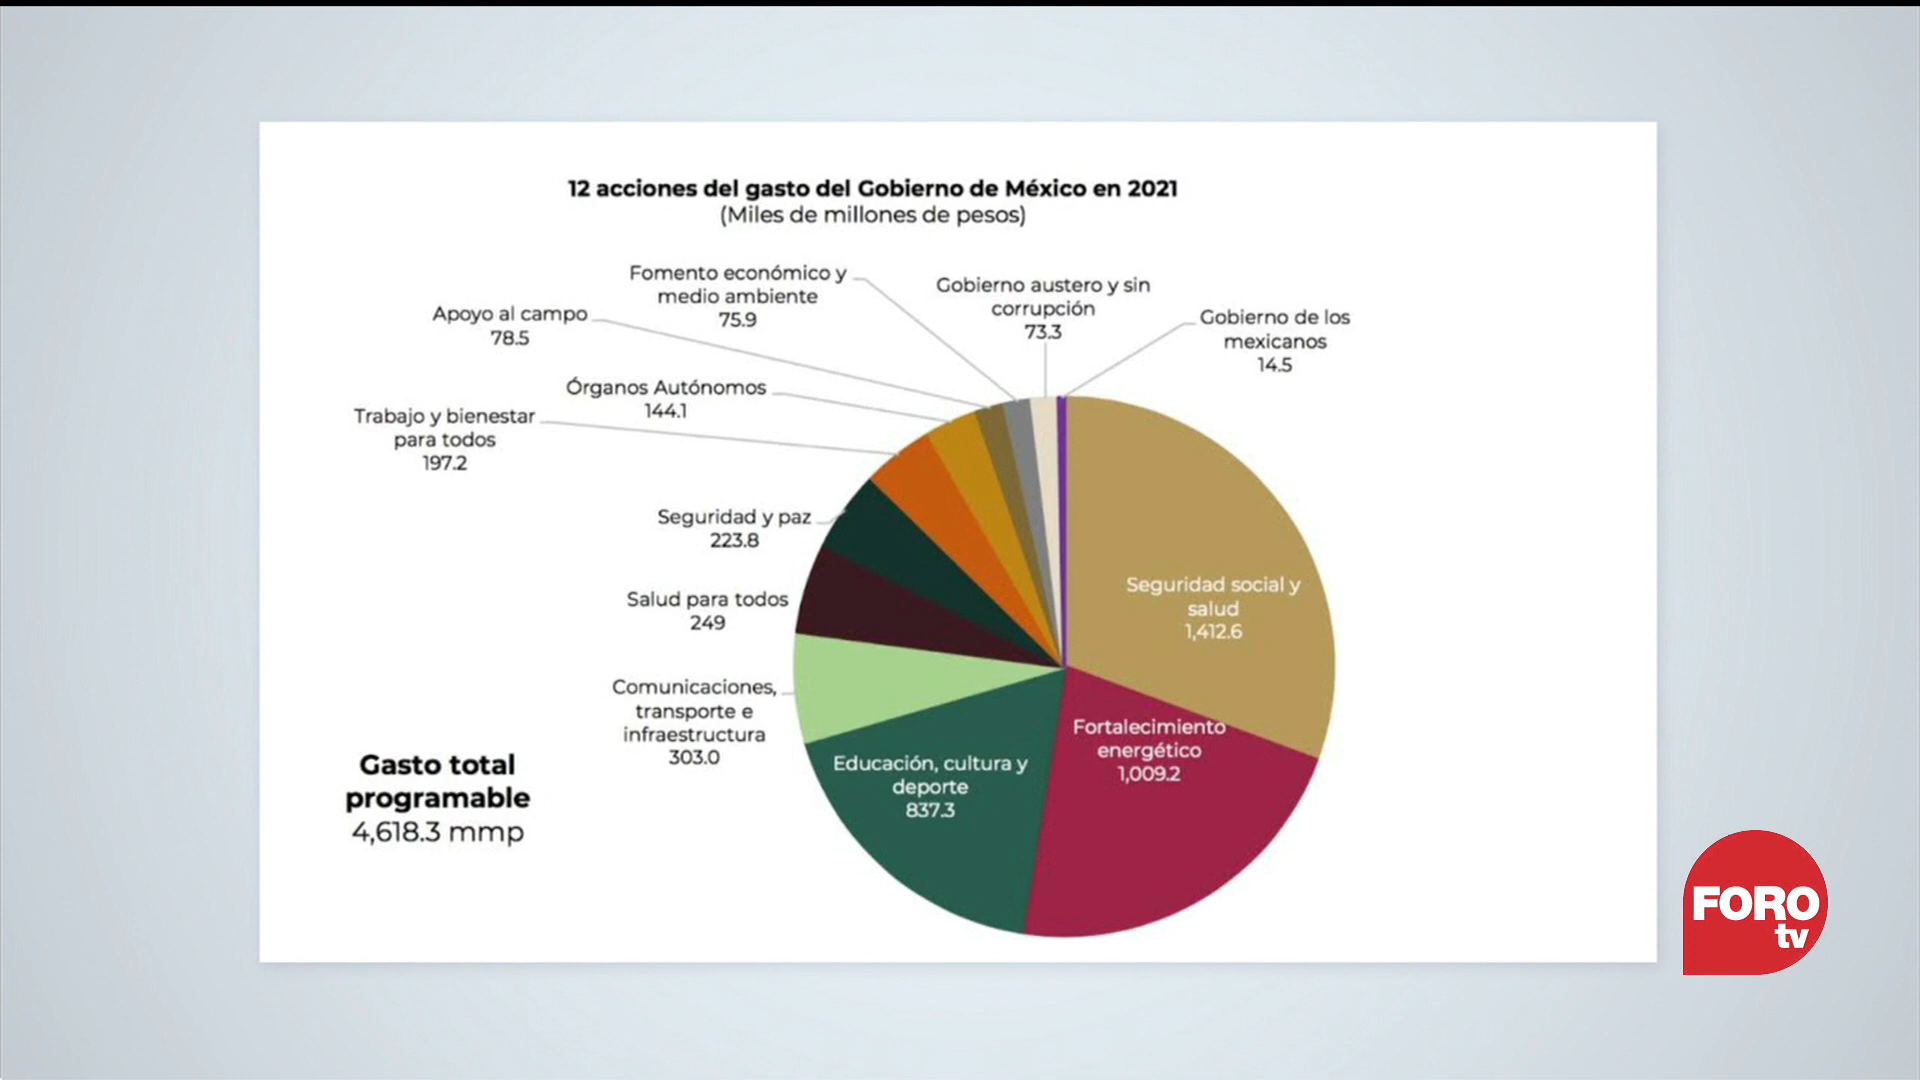 12 acciones del gasto del Gobierno de México en 2021
(Miles de millones de pesos)
Fomento económico y
medio ambiente
75.9
Gobierno austero y sin
corrupción
73.3
Apoyo al campo
78.5
Gobierno de los
mexicanos
14.5
Órganos Autónomos
144.1
Trabajo y bienestar
para todos
197.2
Seguridad y paz
223.8
Salud para todos
249
Comunicaciones,
transporte e
infraestructura
303.0
Seguridad social y
salud
1,412.6
Fortalecimiento
energético
1,009.2
Educación, cultura y
deporte
837.3
Gasto total
programable
4,618.3 mmp
FORO
tv